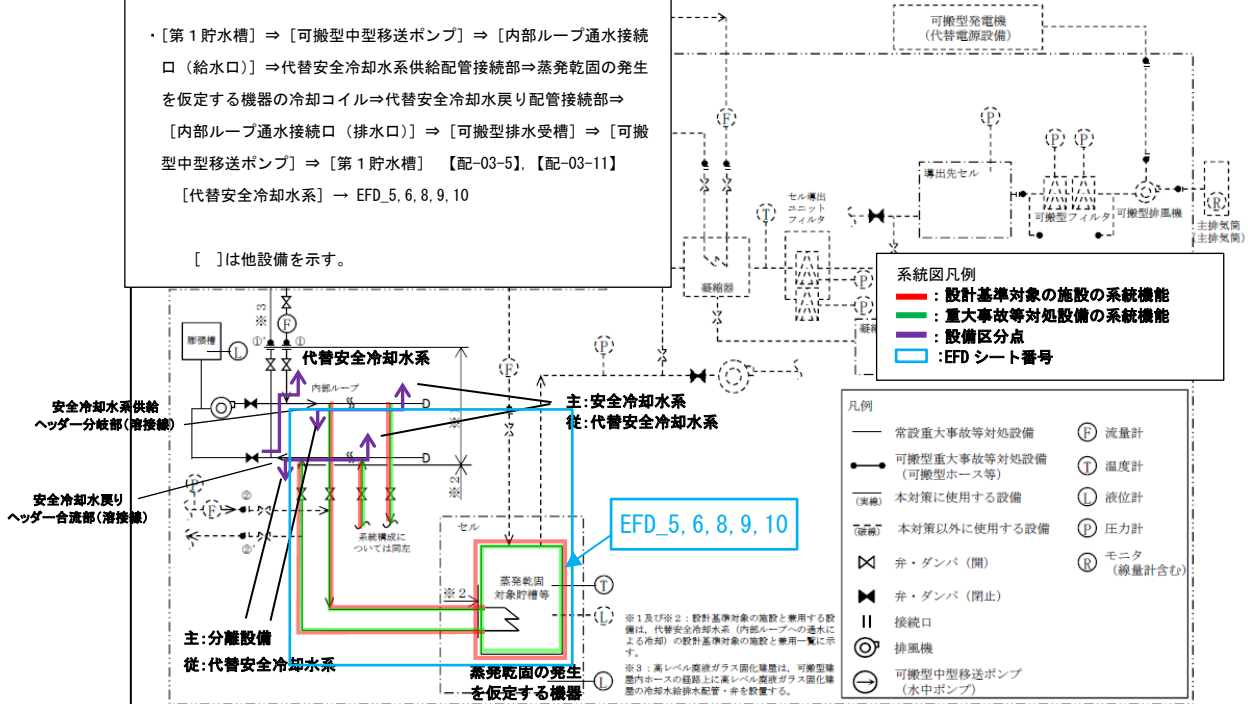 ・[第１貯水槽] ⇒ [可搬型中型移送ポンプ] ⇒ [内部ループ通水接続
口（給水口）] ⇒代替安全冷却水系供給配管接続部⇒蒸発乾固の発生
を仮定する機器の冷却コイル⇒代替安全冷却水戻り配管接続部⇒
[内部ループ通水接続口（排水口）] ⇒ [可搬型排水受槽] ⇒ [可搬
型中型移送ポンプ] ⇒ [第１貯水槽] 【配-03-5】，【配-03-11】
[代替安全冷却水系] → EFD_5, 6, 8, 9, 10
[ ]は他設備を示す。
可搬型発電機
(代替電源設備)
F
P
P
P
導出先セル
可搬型フィルタ
可搬型排風機
R
主排気筒
(主排気筒)
セル導出
ユニット
フィルタ
T
凝縮器
P
P
系統図凡例
：設計基準対象の施設の系統機能
：重大事故等対処設備の系統機能
：設備区分点
：EFD シート番号
※３
F
膨張槽
L
①'
①
代替安全冷却水系
内部ループ
P
F
安全冷却水系供給
ヘッダー分岐部(溶接線)
主:安全冷却水系
従:代替安全冷却水系
安全冷却水戻り
ヘッダー合流部(溶接線)
P
F
②
②'
※２
系統構成に
ついては同左
セル
EFD_5, 6, 8, 9, 10
蒸発乾固
対象貯槽等
※２
T
L
L
主:分離設備
従:代替安全冷却水系
蒸発乾固の発生
を仮定する機器
※１及び※２：設計基準対象の施設と兼用する設
備は，代替安全冷却水系（内部ループへの通水に
よる冷却）の設計基準対象の施設と兼用一覧に示
す。
※３：高レベル廃液ガラス固化建屋は，可搬型建
屋内ホースの経路上に高レベル廃液ガラス固化建
屋の冷却水給排水配管・弁を設置する。
凡例
常設重大事故等対処設備
可搬型重大事故等対処設備
(可搬型ホース等)
(実線) 本対策に使用する設備
(破線) 本対策以外に使用する設備
弁・ダンパ（開）
弁・ダンパ（閉止）
接続口
排風機
可搬型中型移送ポンプ
(水中ポンプ)
F 流量計
T 温度計
L 液位計
P 圧力計
R モニタ
(線量計含む)